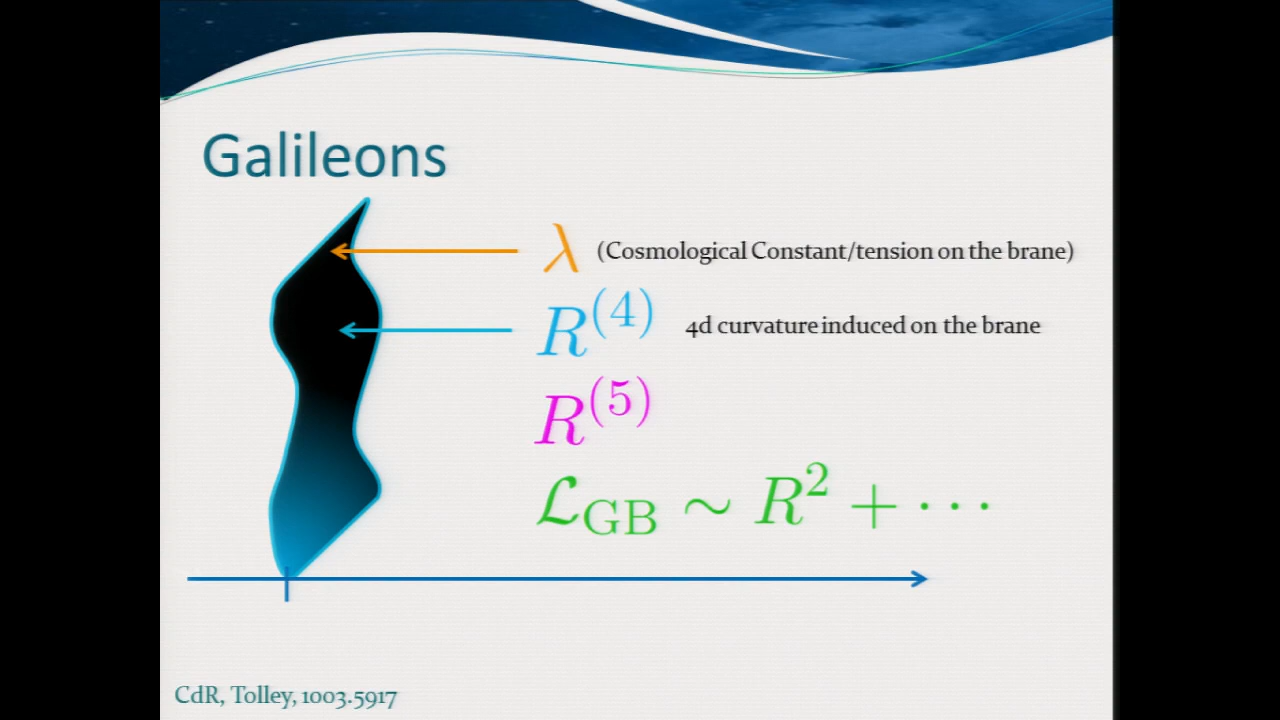 Galileons
λ (Cosmological Constant/tension on the brane)
R^(4) 4d curvature induced on the brane
R^(5)
ℒ_GB ~ R^2 + ···
CdR, Tolley, 1003.5917